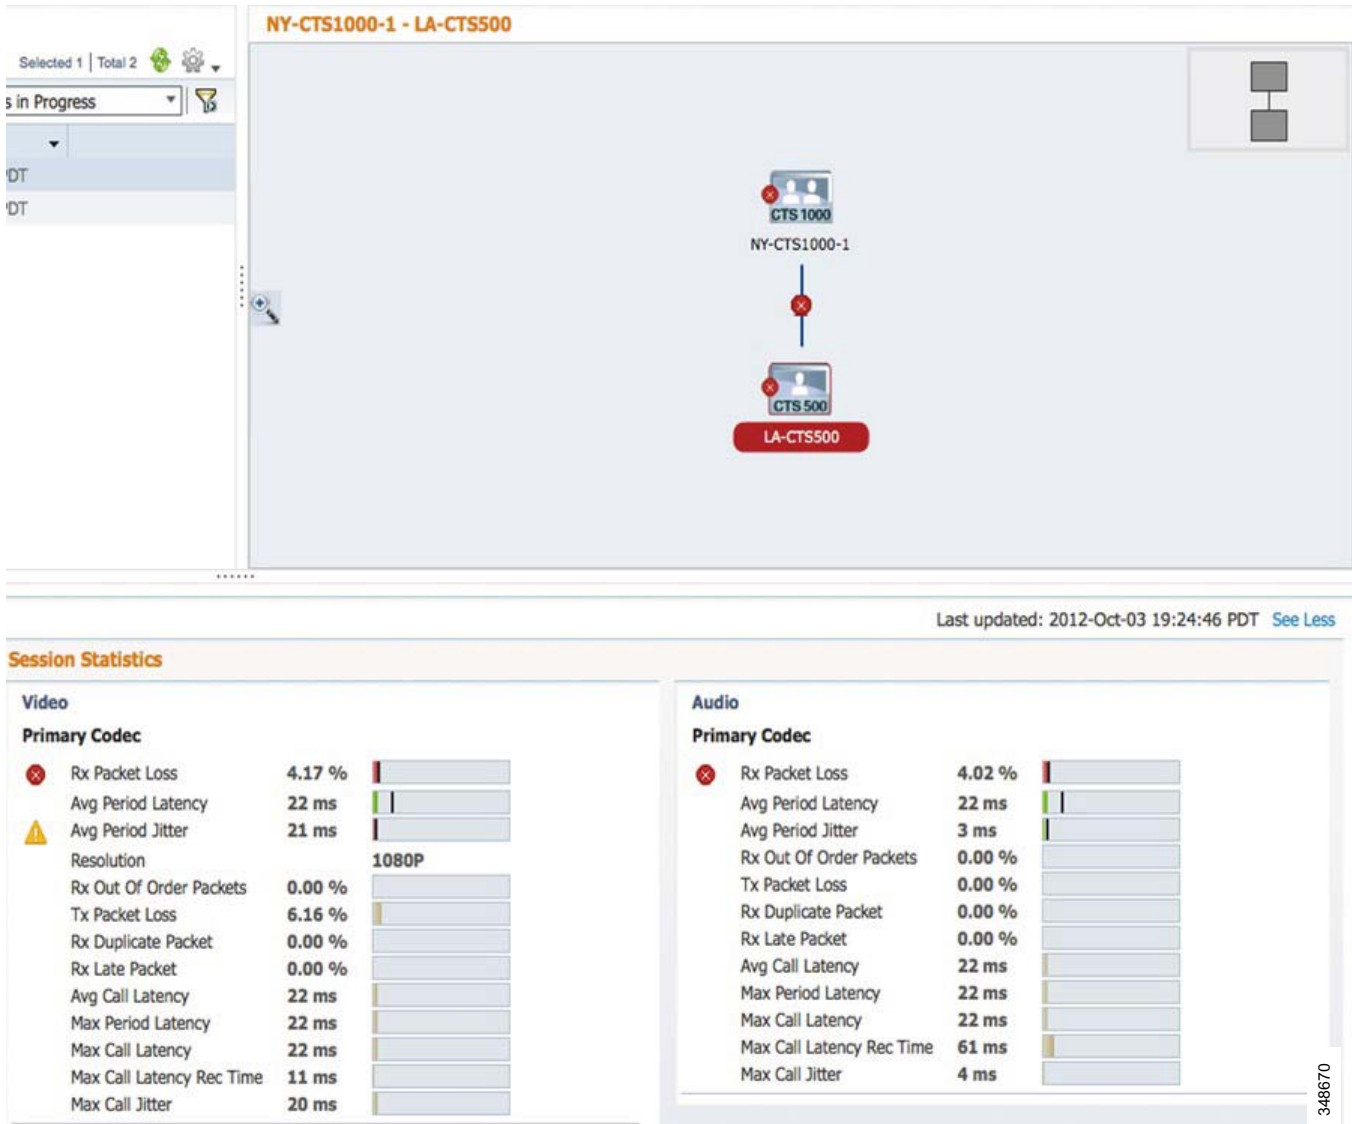 NY-CTS1000-1 - LA-CTS500
Selected 1 | Total 2
s in Progress
PDT
PDT
CTS 1000
NY-CTS1000-1
CTS 500
LA-CTS500
Last updated: 2012-Oct-03 19:24:46 PDT See Less
Session Statistics
Video
Primary Codec
Rx Packet Loss 4.17 %
Avg Period Latency 22 ms
Avg Period Jitter 21 ms
Resolution 1080P
Rx Out Of Order Packets 0.00 %
Tx Packet Loss 6.16 %
Rx Duplicate Packet 0.00 %
Rx Late Packet 0.00 %
Avg Call Latency 22 ms
Max Period Latency 22 ms
Max Call Latency 22 ms
Max Call Latency Rec Time 11 ms
Max Call Jitter 20 ms
Audio
Primary Codec
Rx Packet Loss 4.02 %
Avg Period Latency 22 ms
Avg Period Jitter 3 ms
Rx Out Of Order Packets 0.00 %
Tx Packet Loss 0.00 %
Rx Duplicate Packet 0.00 %
Rx Late Packet 0.00 %
Avg Call Latency 22 ms
Max Period Latency 22 ms
Max Call Latency 22 ms
Max Call Latency Rec Time 61 ms
Max Call Jitter 4 ms
348670